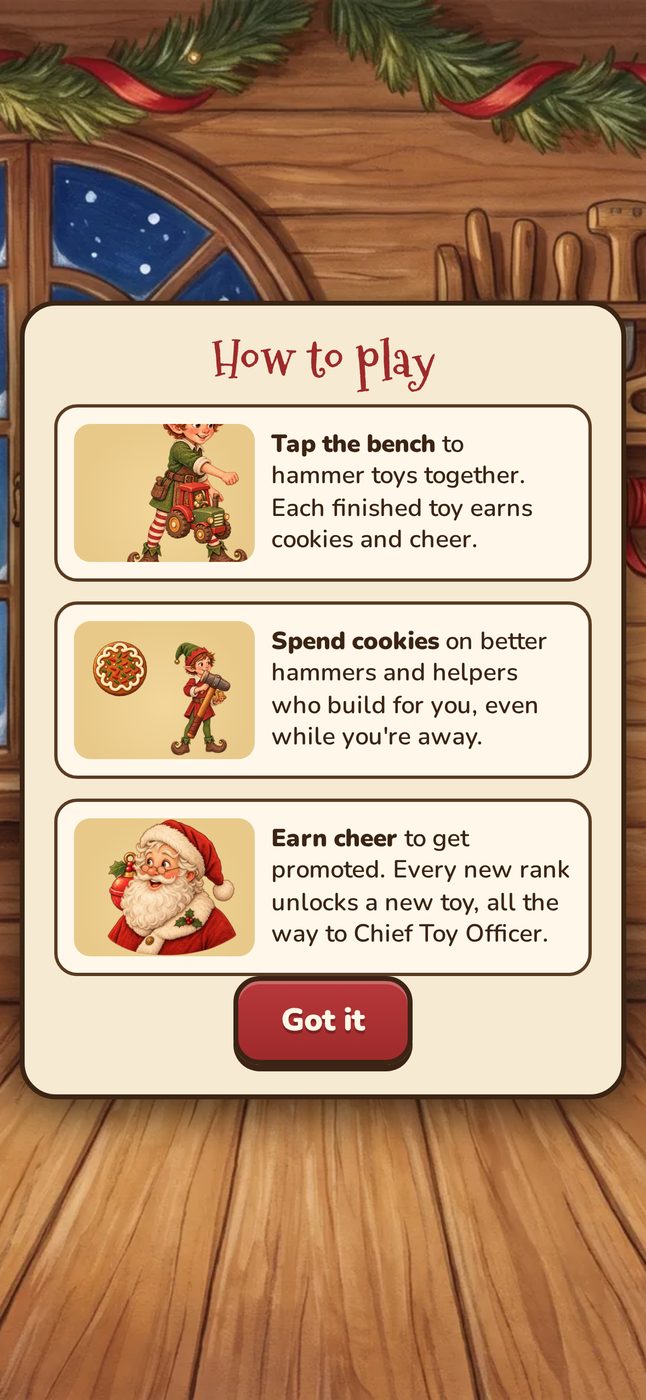 How to play
Tap the bench to
hammer toys together.
Each finished toy earns
cookies and cheer.
Spend cookies on better
hammers and helpers
who build for you, even
while you're away.
Earn cheer to get
promoted. Every new rank
unlocks a new toy, all the
way to Chief Toy Officer.
Got it